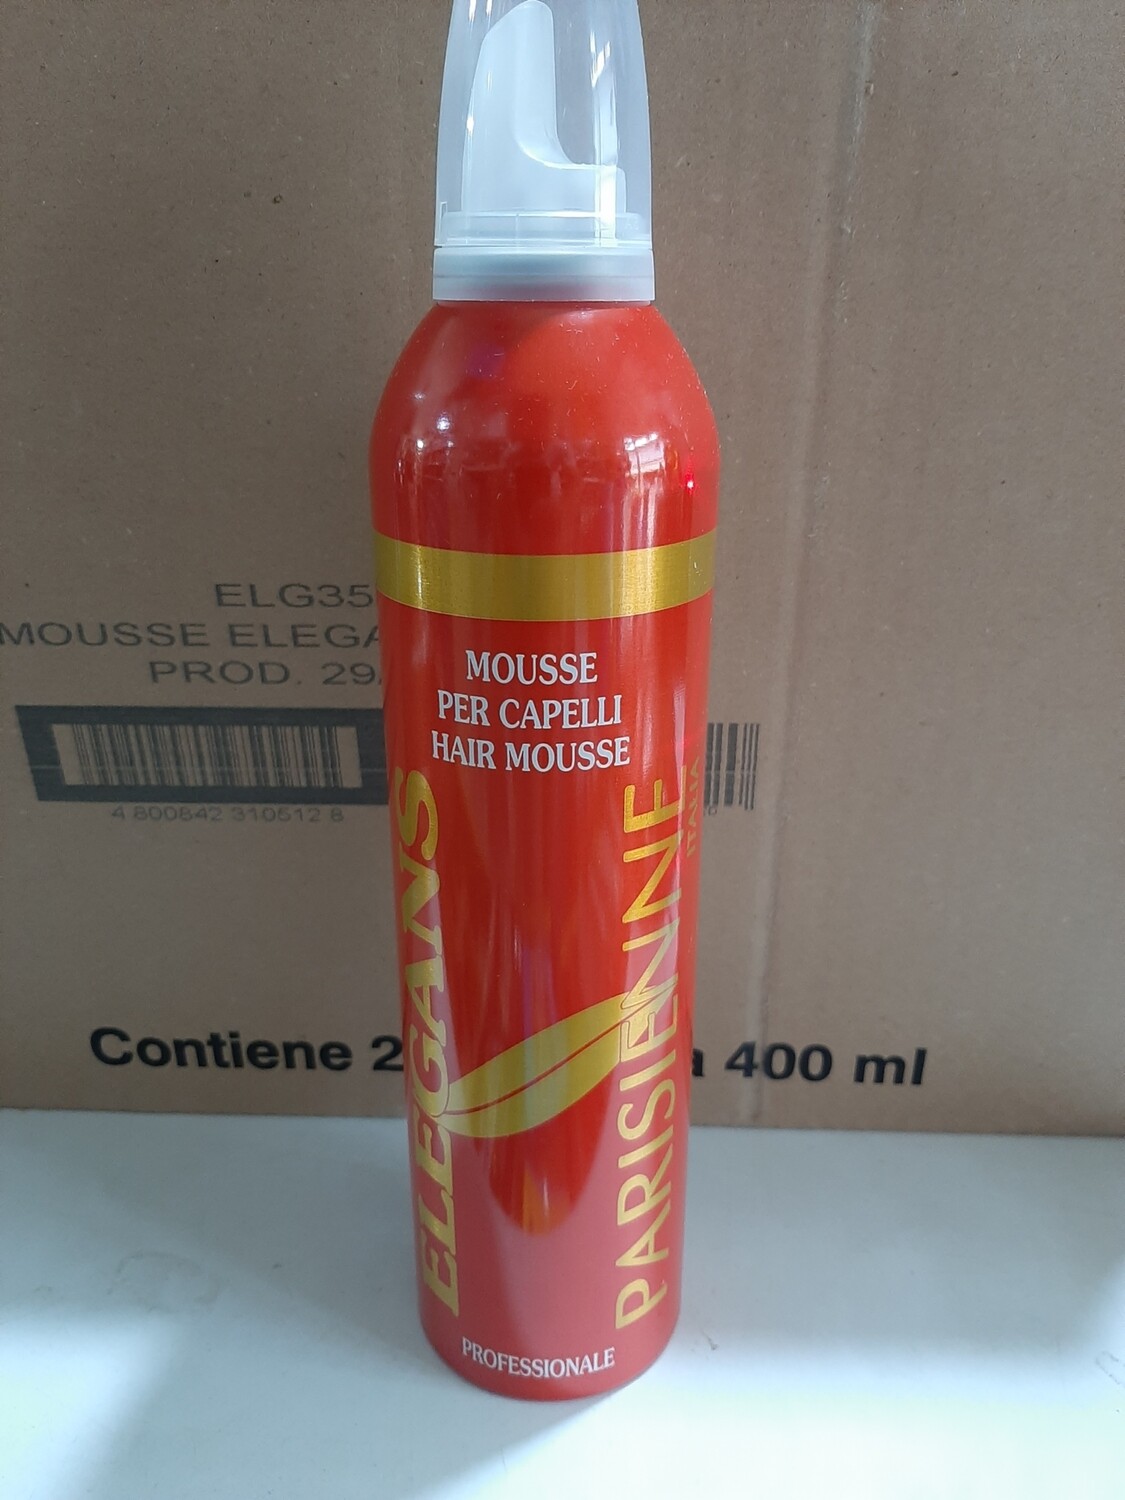 MOUSSE
PER CAPELLI
HAIR MOUSSE
ELEGANS
PARISIENNE
ITALIA
PROFESSIONALE
ELG35
MOUSSE ELEGA
PROD. 29
4 800842 310512 8
Contiene 2
a 400 ml